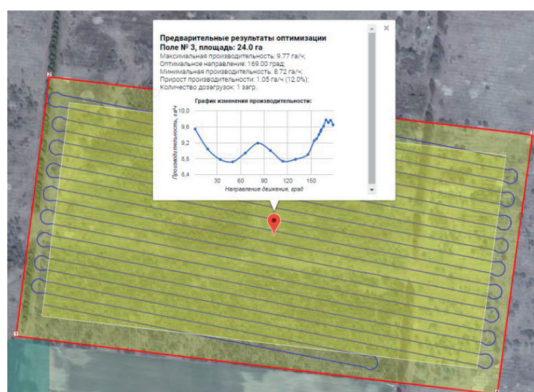 Предварительные результаты оптимизации
Поле № 3, площадь: 24.0 га
Максимальная производительность: 9.77 га/ч;
Оптимальное направление: 169.00 град;
Минимальная производительность: 8.72 га/ч;
Прирост производительности: 1.05 га/ч (12.0%);
Количество дозагрузок: 1 загр.
График изменения производительности:
Производительность, га/ч
10,0
9,6
9,2
8,8
8,4
30 60 90 120 150
Направление движения, град